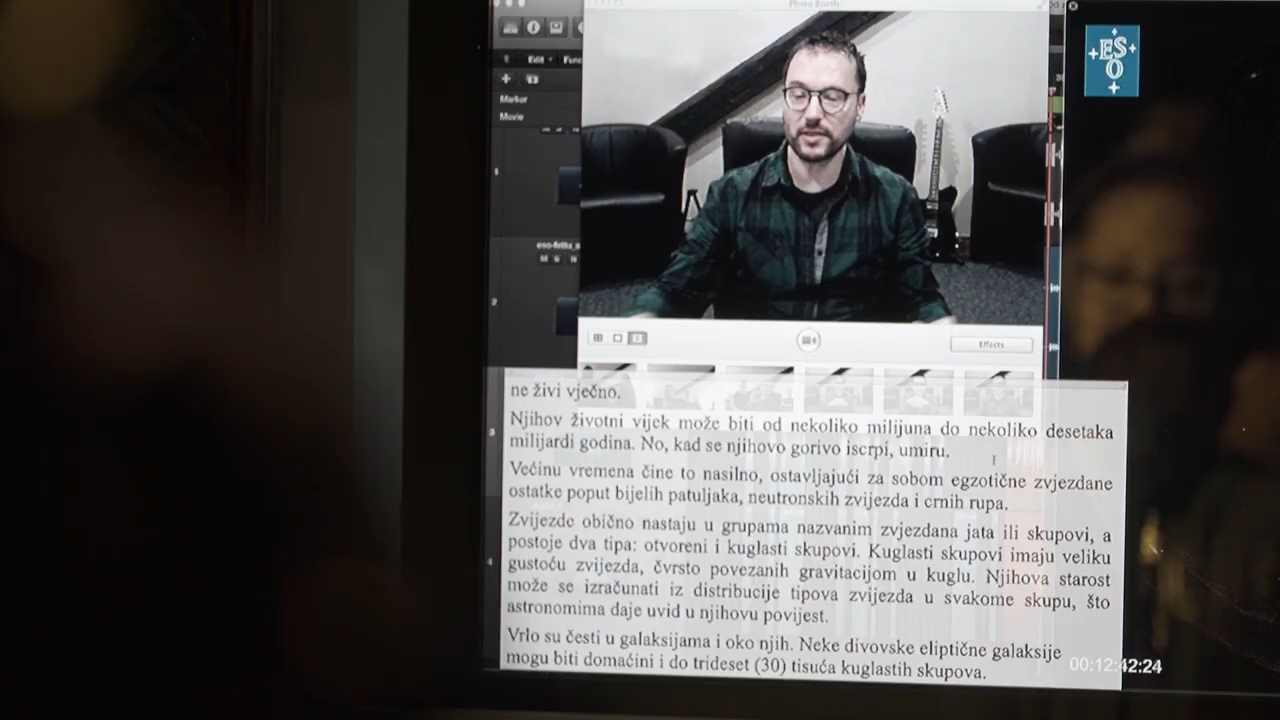 Photo Booth
Edit
Marker
Movie
1
M S
2
Effects
ES
O
3
4
ne živi vječno.
Njihov životni vijek može biti od nekoliko milijuna do nekoliko desetaka
milijardi godina. No, kad se njihovo gorivo iscrpi, umiru.
Većinu vremena čine to nasilno, ostavljajući za sobom egzotične zvjezdane
ostatke poput bijelih patuljaka, neutronskih zvijezda i crnih rupa.
Zvijezde obično nastaju u grupama nazvanim zvjezdana jata ili skupovi, a
postoje dva tipa: otvoreni i kuglasti skupovi. Kuglasti skupovi imaju veliku
gustoću zvijezda, čvrsto povezanih gravitacijom u kuglu. Njihova starost
može se izračunati iz distribucije tipova zvijezda u svakome skupu, što
astronomima daje uvid u njihovu povijest.
Vrlo su česti u galaksijama i oko njih. Neke divovske eliptične galaksije
mogu biti domaćini i do trideset (30) tisuća kuglastih skupova.
00:12:42:24